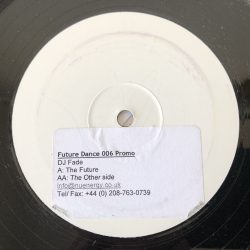 Future Dance 006 Promo
DJ Fade
A: The Future
AA: The Other side
info@nuenergy.co.uk
Tel/ Fax: +44 (0) 208-763-0739